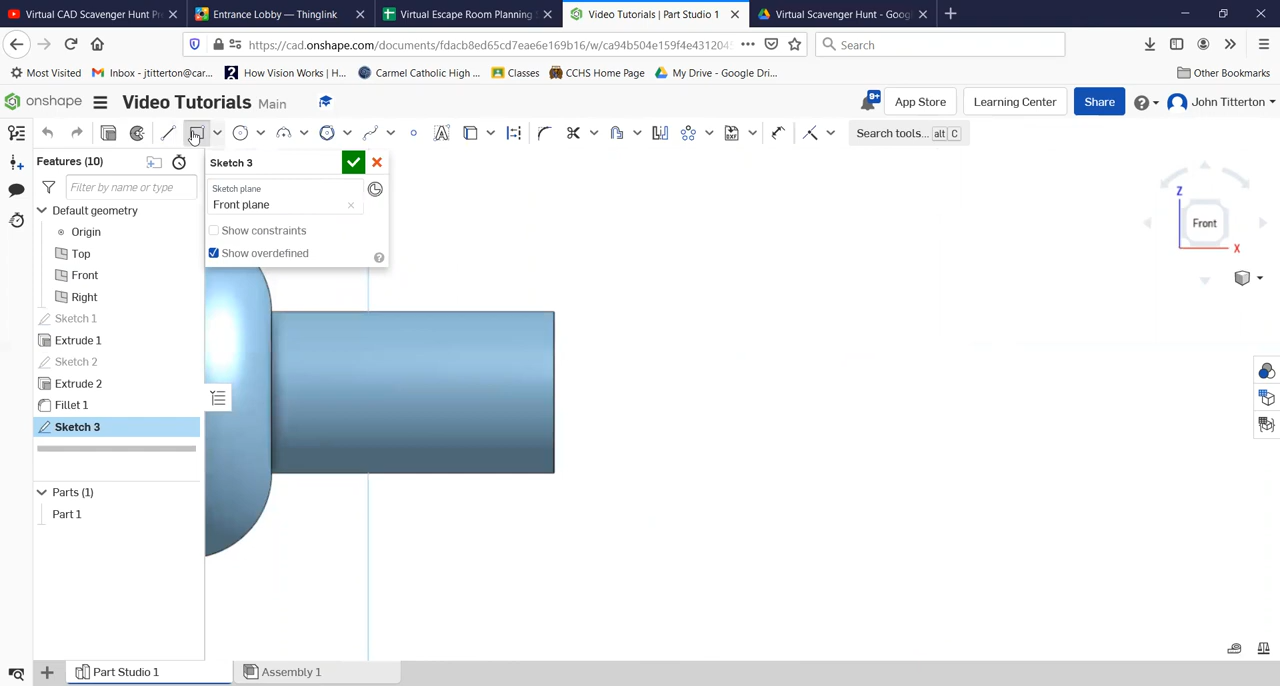 Virtual CAD Scavenger Hunt Pr
Entrance Lobby — Thinglink
Virtual Escape Room Planning
Video Tutorials | Part Studio 1
Virtual Scavenger Hunt - Goog
https://cad.onshape.com/documents/fdacb8ed65cd7eae6e169b16/w/ca94b504e159f4e431204
Search
Most Visited
Inbox - jtitterton@car...
How Vision Works | H...
Carmel Catholic High ...
Classes
CCHS Home Page
My Drive - Google Dri...
Other Bookmarks
onshape
Video Tutorials Main
9+
App Store
Learning Center
Share
John Titterton
Search tools... alt C
Features (10)
Filter by name or type
Default geometry
Origin
Top
Front
Right
Sketch 1
Extrude 1
Sketch 2
Extrude 2
Fillet 1
Sketch 3
Parts (1)
Part 1
Sketch 3
Sketch plane
Front plane
Show constraints
Show overdefined
Z
Front
X
Part Studio 1
Assembly 1